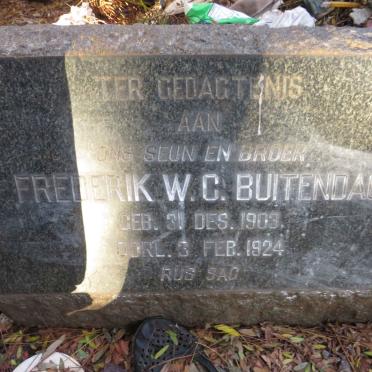 TER GEDAGTENIS
AAN
ONS SEUN EN BROER
FREDERIK W. C. BUITENDAG
GEB. 31 DES. 1903
OORL. 3 FEB. 1924
RUS SAG